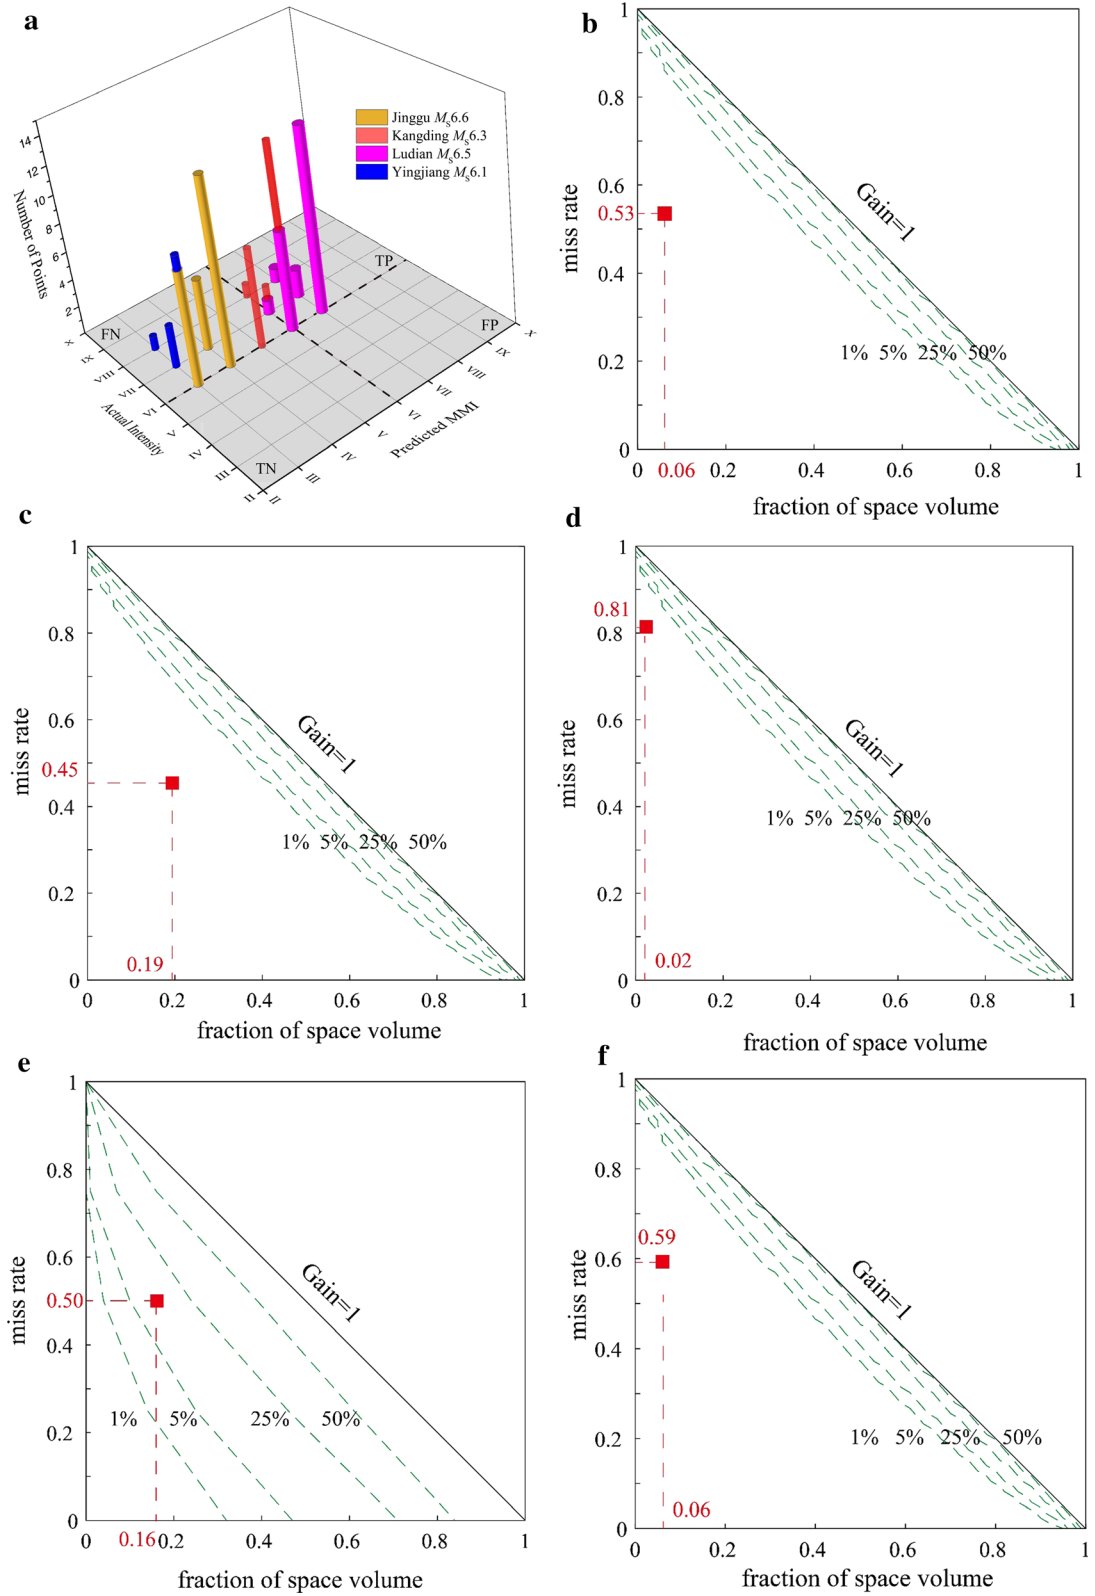 a
14
12
10
8
6
4
2
Number of Points
Jinggu MS6.6
Kangding MS6.3
Ludian MS6.5
Yingjiang MS6.1
FN
TP
FP
TN
X
IX
VIII
VII
VI
V
IV
III
II
Actual Intensity
II
III
IV
V
VI
VII
VIII
IX
X
Predicted MMI
b
1
0.8
0.6
0.53
0.4
0.2
0
miss rate
Gain=1
1% 5% 25% 50%
0 0.06 0.2 0.4 0.6 0.8 1
fraction of space volume
c
1
0.8
0.6
0.45
0.4
0.2
0
miss rate
Gain=1
1% 5% 25% 50%
0.19
0 0.2 0.4 0.6 0.8 1
fraction of space volume
d
1
0.81
0.8
0.6
0.4
0.2
0
miss rate
Gain=1
1% 5% 25% 50%
0.02
0 0.2 0.4 0.6 0.8 1
fraction of space volume
e
1
0.8
0.6
0.50
0.4
0.2
0
miss rate
Gain=1
1% 5% 25% 50%
0 0.16 0.2 0.4 0.6 0.8 1
fraction of space volume
f
1
0.8
0.59
0.6
0.4
0.2
0
miss rate
Gain=1
1% 5% 25% 50%
0.06
0 0.2 0.4 0.6 0.8 1
fraction of space volume